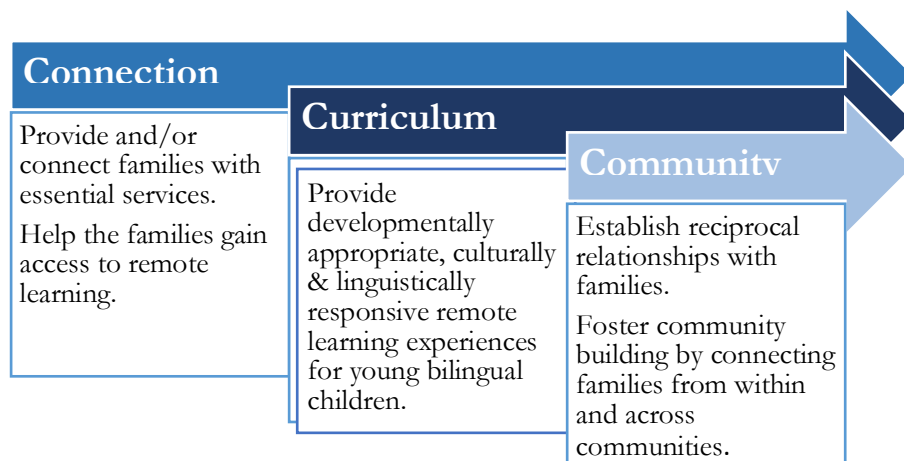 Connection
Provide and/or
connect families with
essential services.
Help the families gain
access to remote
learning.
Curriculum
Provide
developmentally
appropriate, culturally
& linguistically
responsive remote
learning experiences
for young bilingual
children.
Community
Establish reciprocal
relationships with
families.
Foster community
building by connecting
families from within
and across
communities.